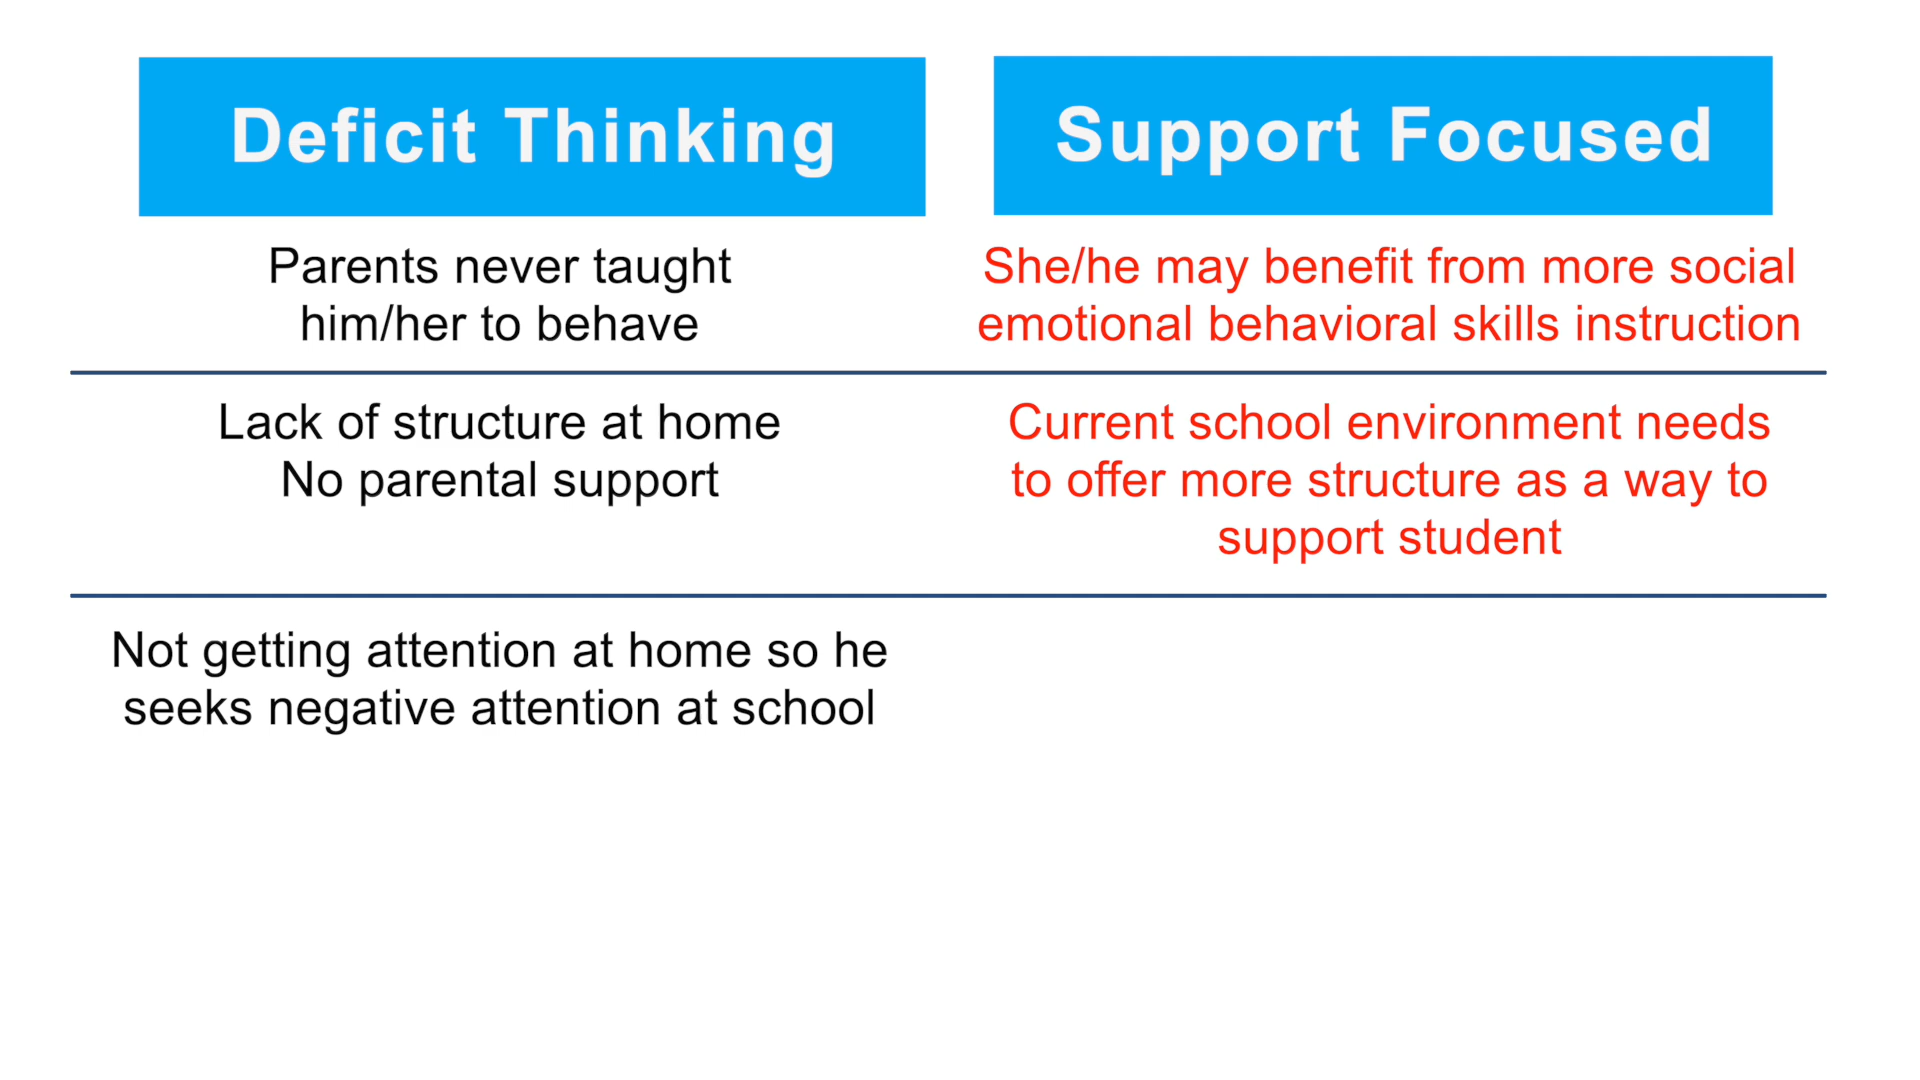 Deficit Thinking
Support Focused
Parents never taught
him/her to behave
She/he may benefit from more social
emotional behavioral skills instruction
Lack of structure at home
No parental support
Current school environment needs
to offer more structure as a way to
support student
Not getting attention at home so he
seeks negative attention at school